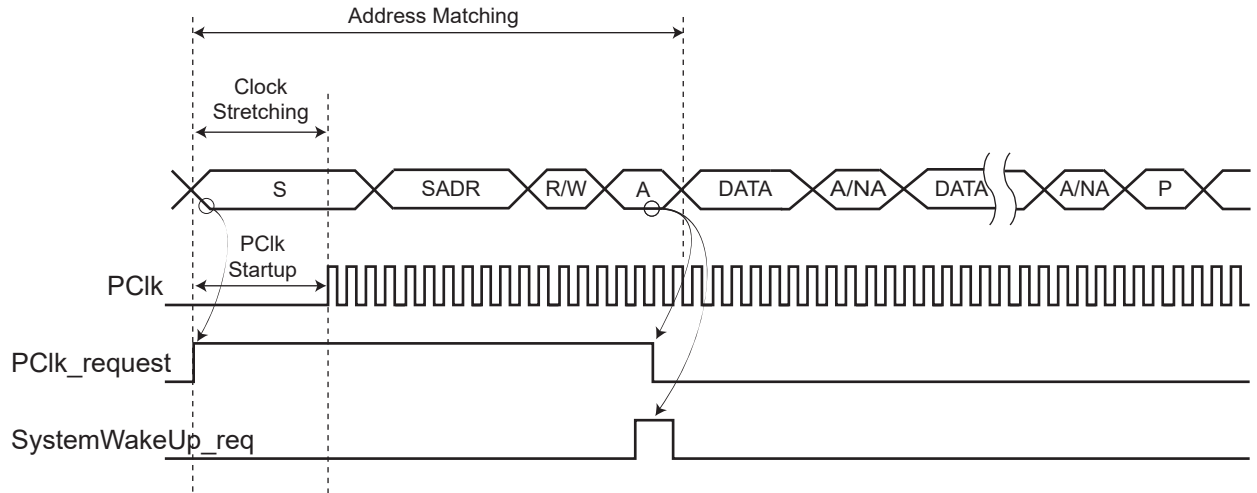 Address Matching
Clock
Stretching
S SADR R/W A DATA A/NA DATA A/NA P
PClk
Startup
PClk
PClk_request
SystemWakeUp_req